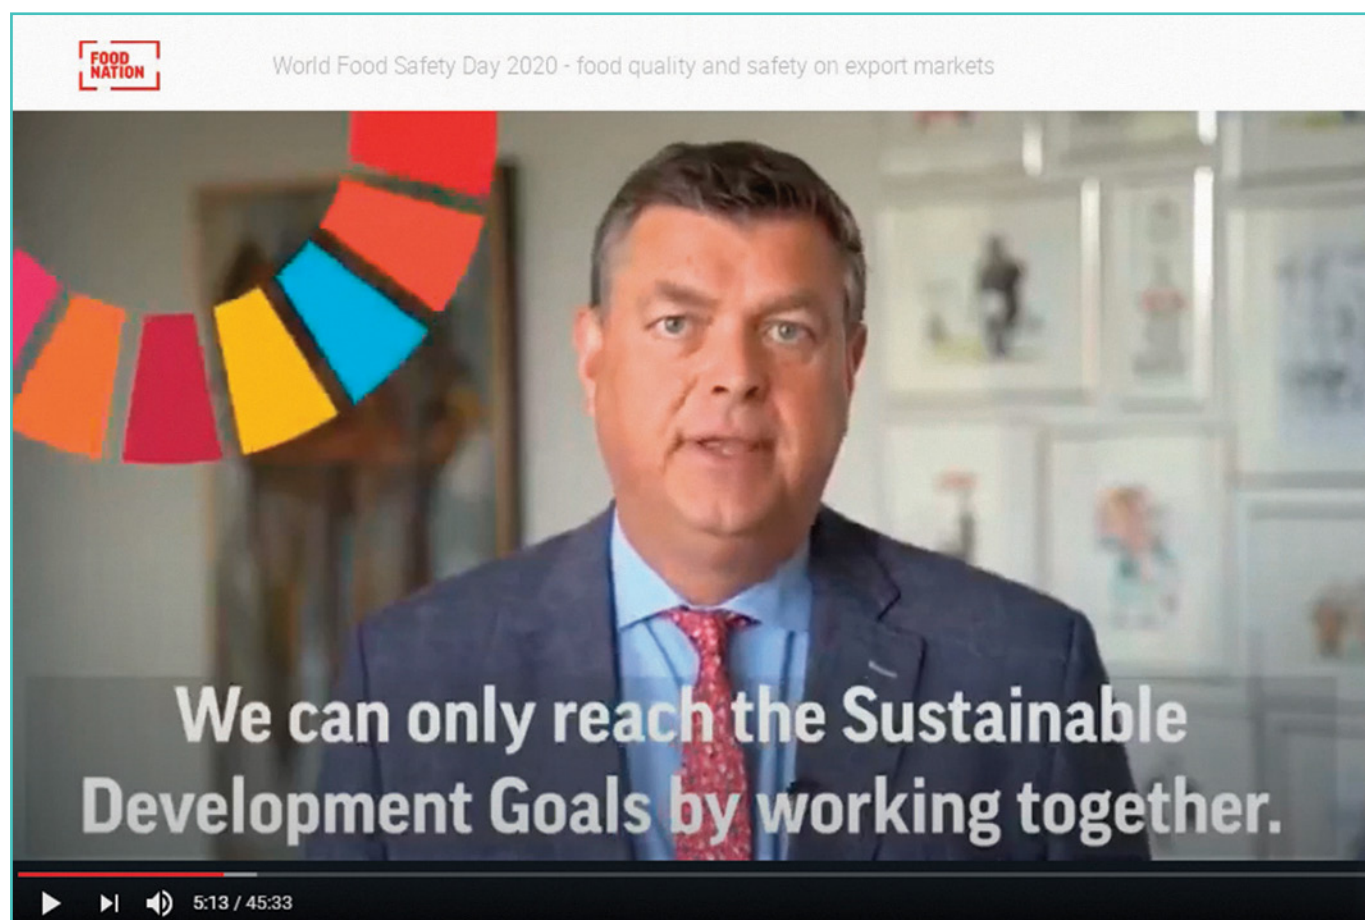 FOOD
NATION
World Food Safety Day 2020 - food quality and safety on export markets
We can only reach the Sustainable
Development Goals by working together.
5:13 / 45:33